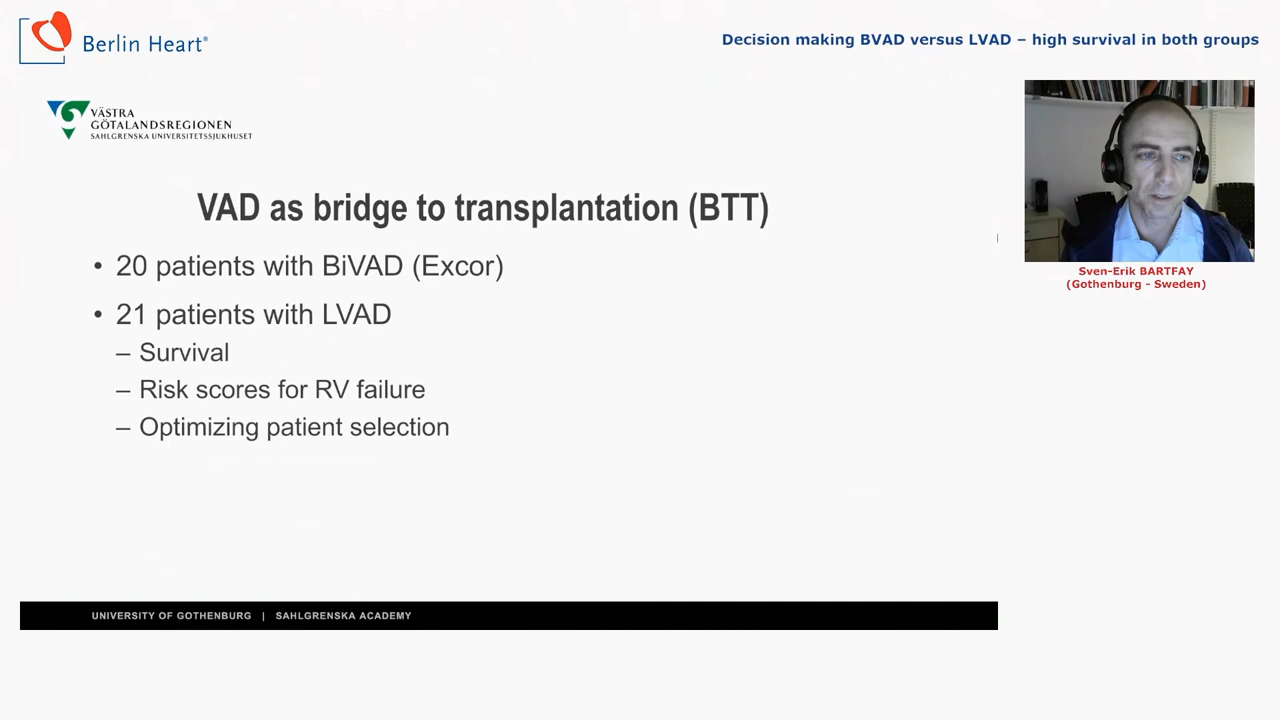 Berlin Heart®
Decision making BVAD versus LVAD – high survival in both groups
VÄSTRA
GÖTALANDSREGIONEN
SAHLGRENSKA UNIVERSITETSSJUKHUSET
VAD as bridge to transplantation (BTT)
• 20 patients with BiVAD (Excor)
• 21 patients with LVAD
– Survival
– Risk scores for RV failure
– Optimizing patient selection
Sven-Erik BARTFAY
(Gothenburg - Sweden)
UNIVERSITY OF GOTHENBURG | SAHLGRENSKA ACADEMY